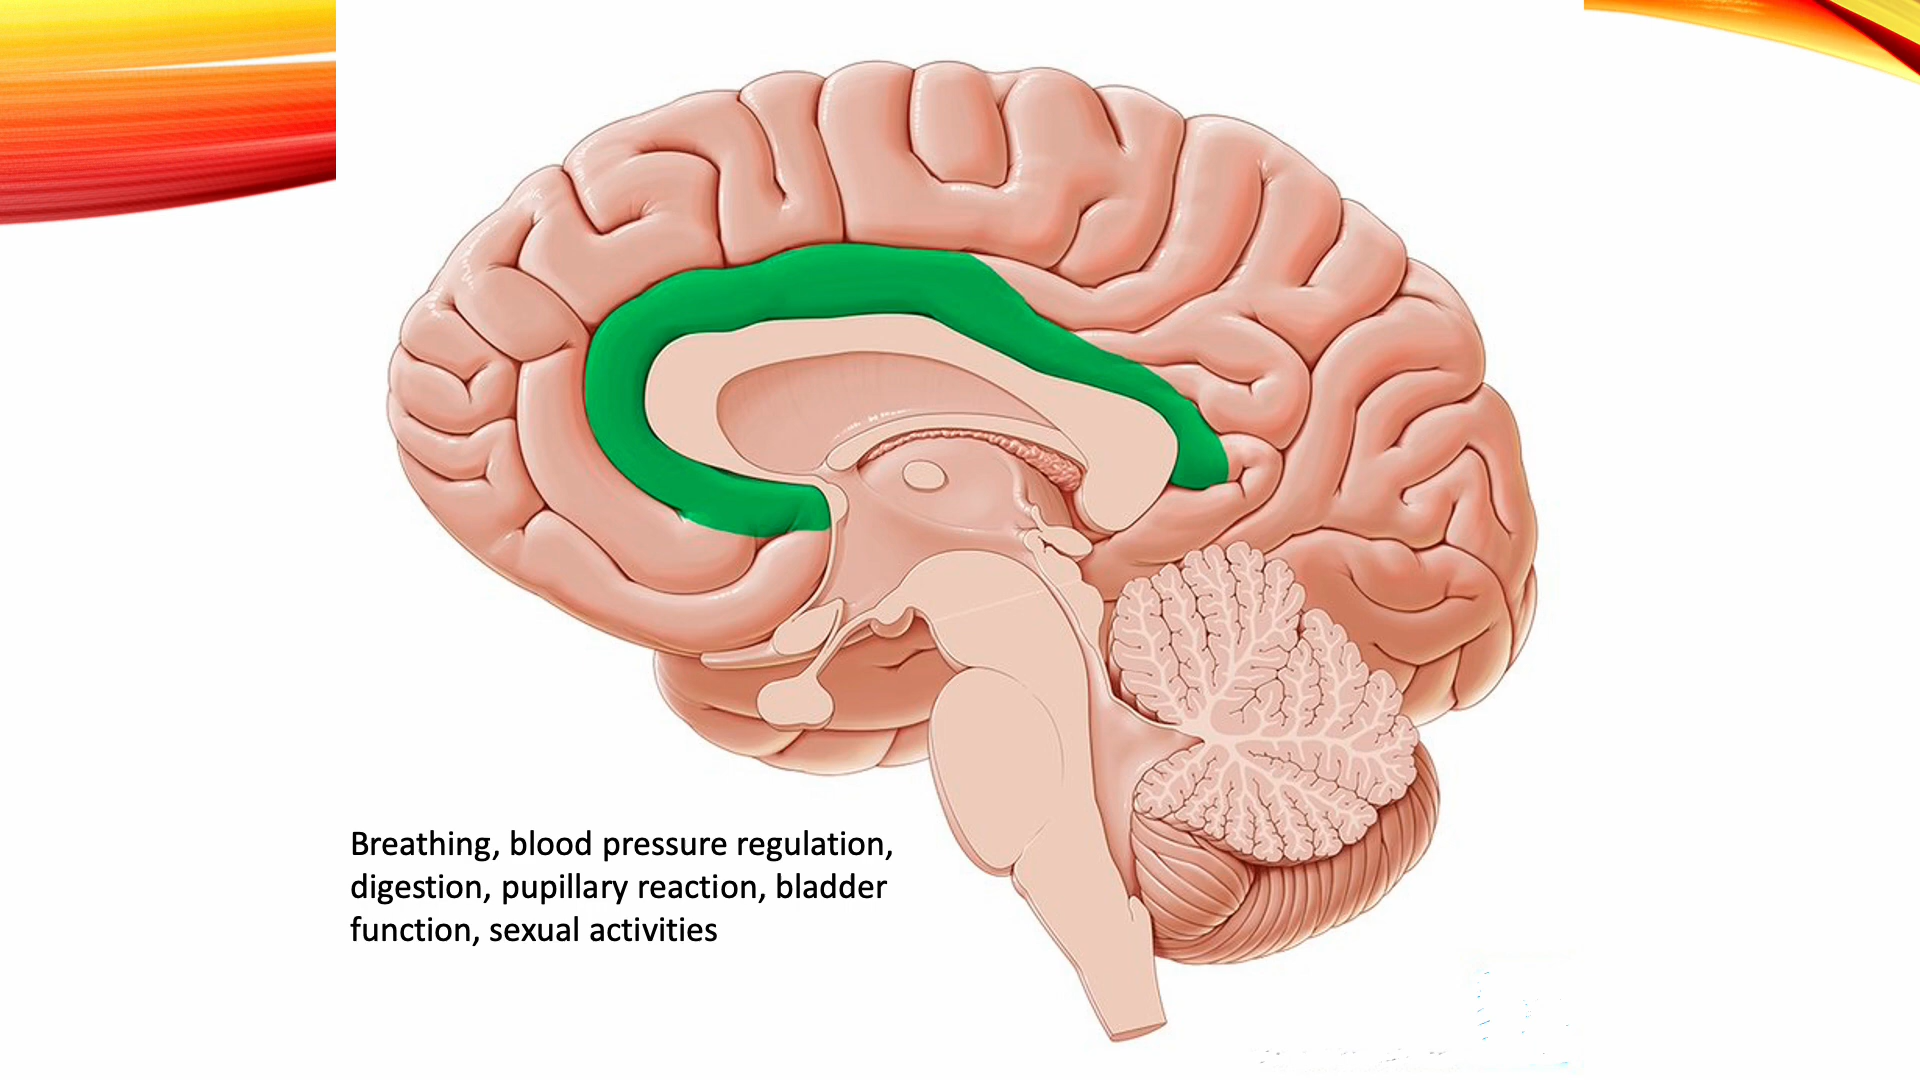 Breathing, blood pressure regulation,
digestion, pupillary reaction, bladder
function, sexual activities